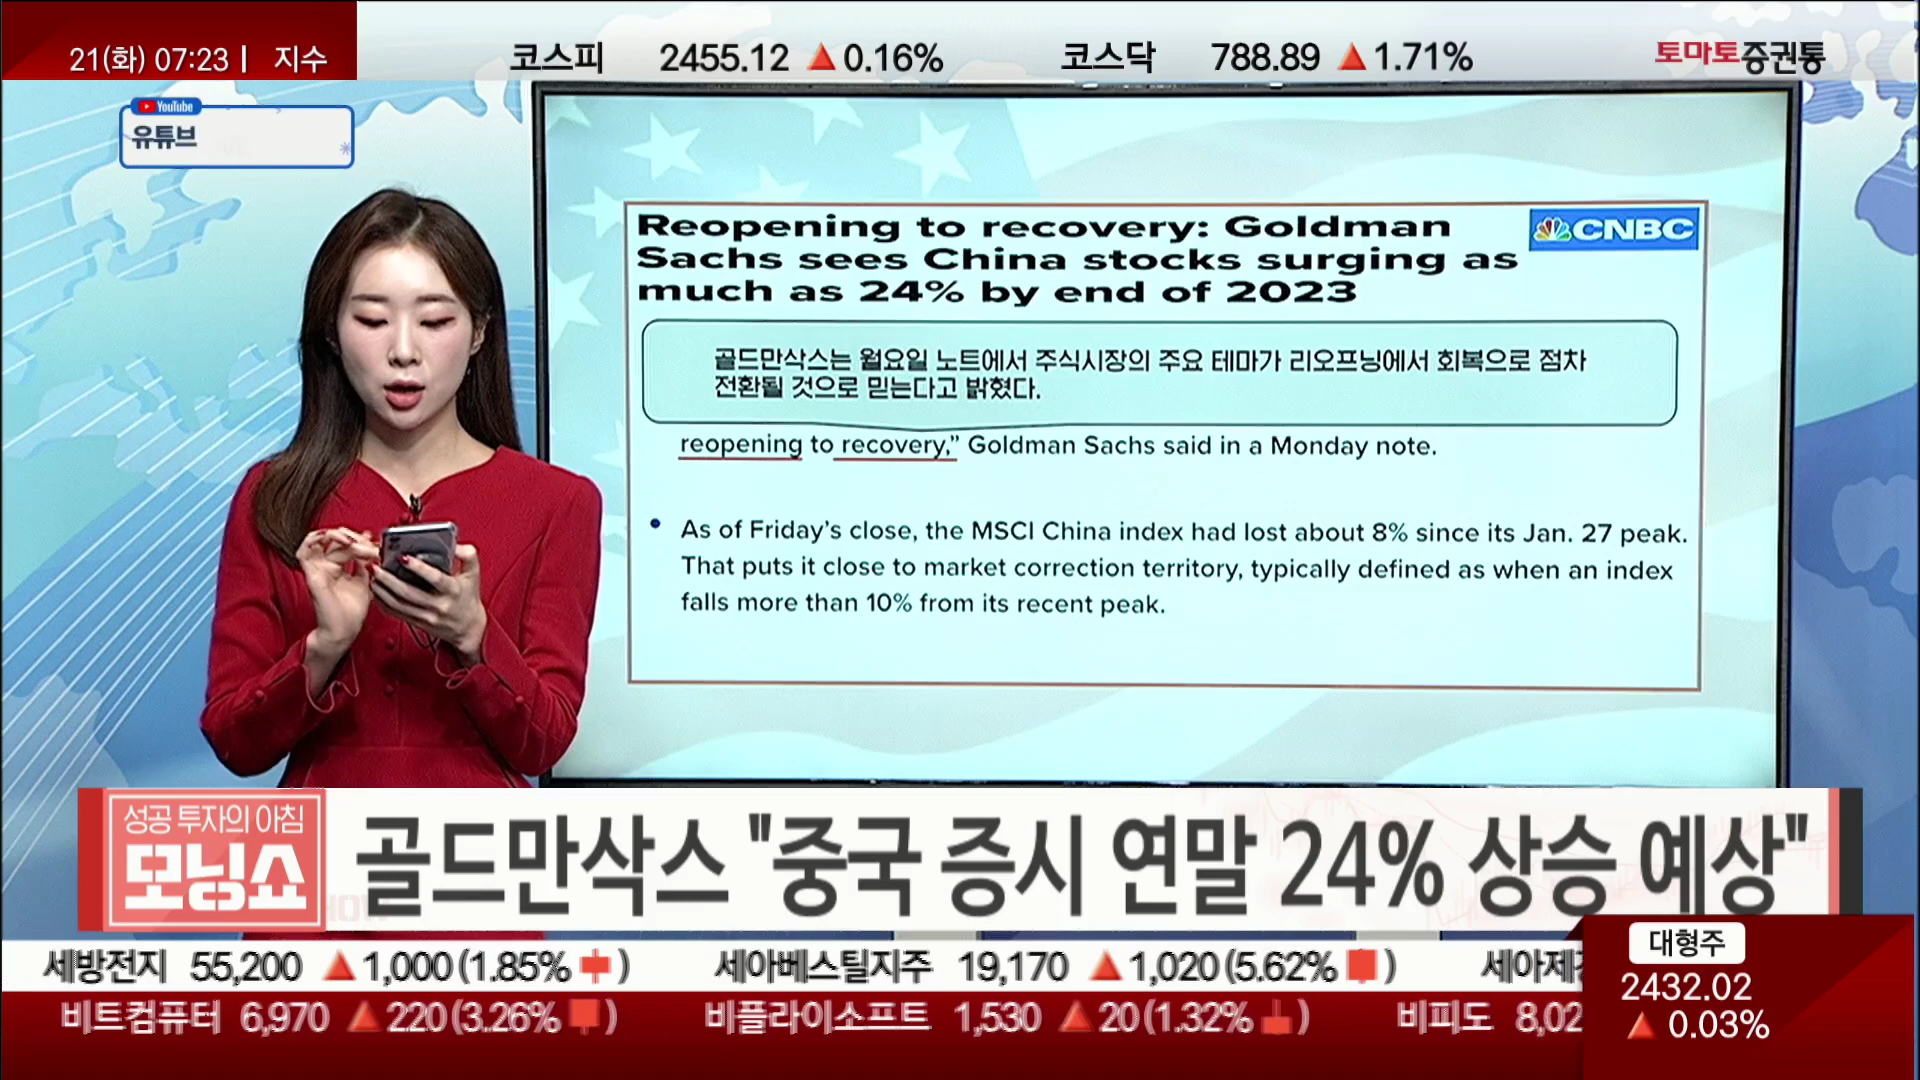 21(화) 07:23 | 지수
코스피 2455.12 ▲0.16%
코스닥 788.89 ▲1.71%
토마토증권통
YouTube
유튜브
Reopening to recovery: Goldman
Sachs sees China stocks surging as
much as 24% by end of 2023
CNBC
골드만삭스는 월요일 노트에서 주식시장의 주요 테마가 리오프닝에서 회복으로 점차
전환될 것으로 믿는다고 밝혔다.
reopening to recovery,” Goldman Sachs said in a Monday note.
• As of Friday’s close, the MSCI China index had lost about 8% since its Jan. 27 peak.
That puts it close to market correction territory, typically defined as when an index
falls more than 10% from its recent peak.
성공 투자의 아침
모닝쇼
골드만삭스 "중국 증시 연말 24% 상승 예상"
세방전지 55,200 ▲1,000(1.85% ) 세아베스틸지주 19,170 ▲1,020(5.62% )
비트컴퓨터 6,970 ▲220(3.26% ) 비플라이소프트 1,530 ▲20(1.32% ) 비피도 8,02
대형주
2432.02
▲ 0.03%